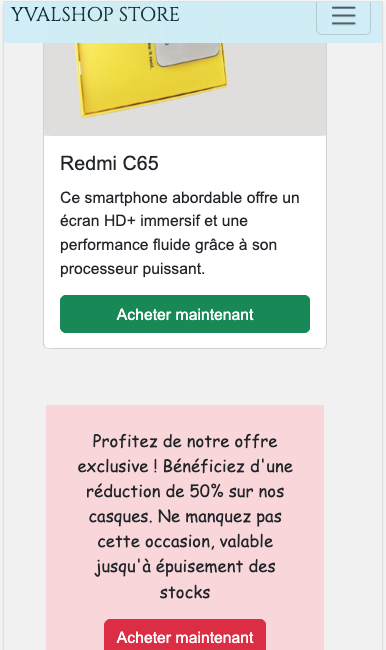 YVALSHOP STORE
Redmi C65
Ce smartphone abordable offre un
écran HD+ immersif et une
performance fluide grâce à son
processeur puissant.
Acheter maintenant
Profitez de notre offre
exclusive ! Bénéficiez d'une
réduction de 50% sur nos
casques. Ne manquez pas
cette occasion, valable
jusqu'à épuisement des
stocks
Acheter maintenant